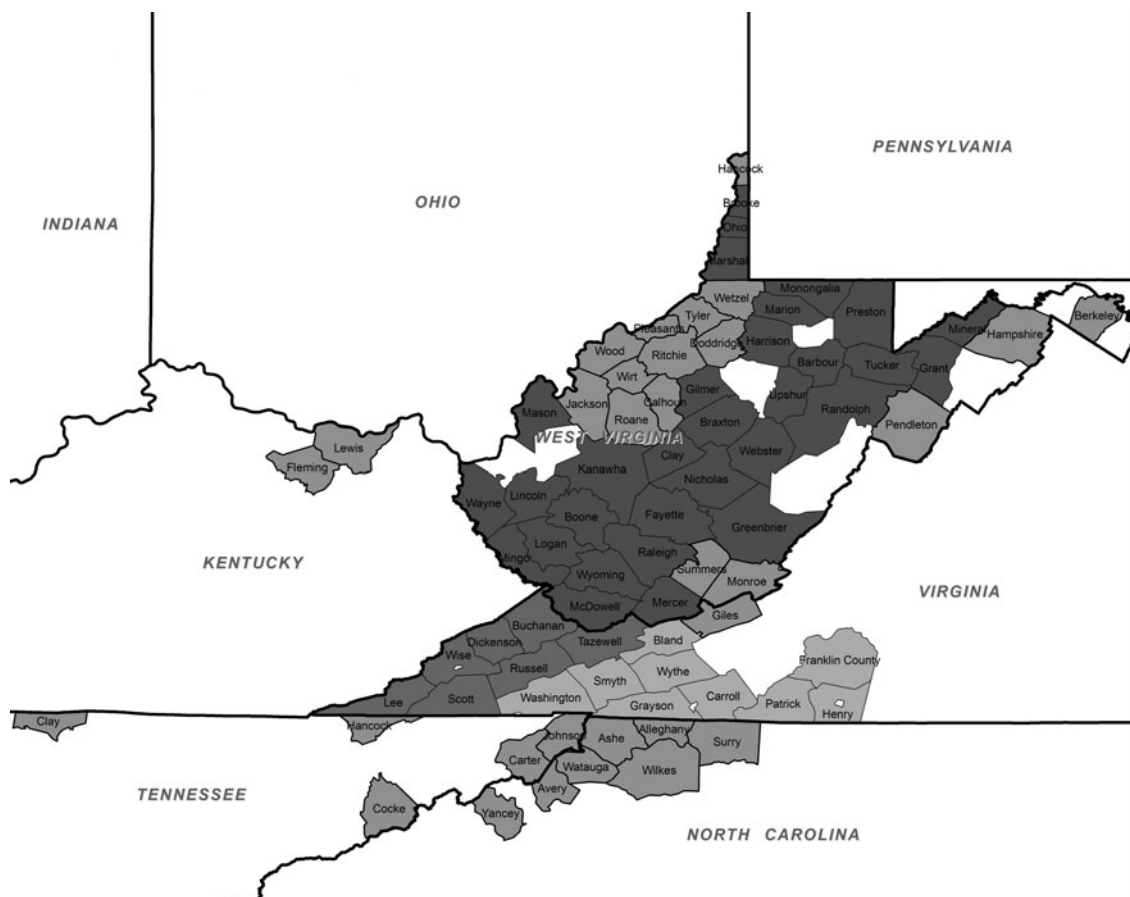 PENNSYLVANIA
OHIO
INDIANA
Hancock
Brooke
Ohio
Marshall
Wetzel
Monongalia
Marion
Preston
Tyler
Pleasants
Doddridge
Harrison
Mineral
Hampshire
Berkeley
Wood
Ritchie
Barbour
Tucker
Grant
Wirt
Calhoun
Gilmer
Upshur
Randolph
Jackson
Roane
Mason
Braxton
Pendleton
WEST VIRGINIA
Lewis
Fleming
Clay
Webster
Kanawha
Nicholas
Wayne
Lincoln
Boone
Fayette
Greenbrier
Logan
Mingo
Raleigh
KENTUCKY
Wyoming
Summers
Monroe
VIRGINIA
McDowell
Mercer
Giles
Buchanan
Dickenson
Tazewell
Bland
Wise
Russell
Franklin County
Smyth
Wythe
Lee
Scott
Washington
Carroll
Grayson
Patrick
Henry
Clay
Hancock
Johnson
Ashe
Alleghany
Surry
Carter
Watauga
Wilkes
Avery
TENNESSEE
Cocke
Yancey
NORTH CAROLINA